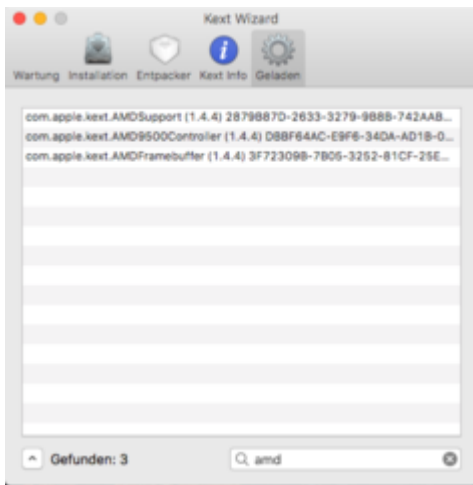 Kext Wizard
Wartung Installation Entpacker Kext Info Geladen
com.apple.kext.AMDSupport (1.4.4) 2879887D-2633-3279-9B8B-742AAB...
com.apple.kext.AMD9500Controller (1.4.4) DBBF64AC-E9F6-34DA-AD1B-0...
com.apple.kext.AMDFramebuffer (1.4.4) 3F72309B-7B05-3252-81CF-25E...
Gefunden: 3
amd